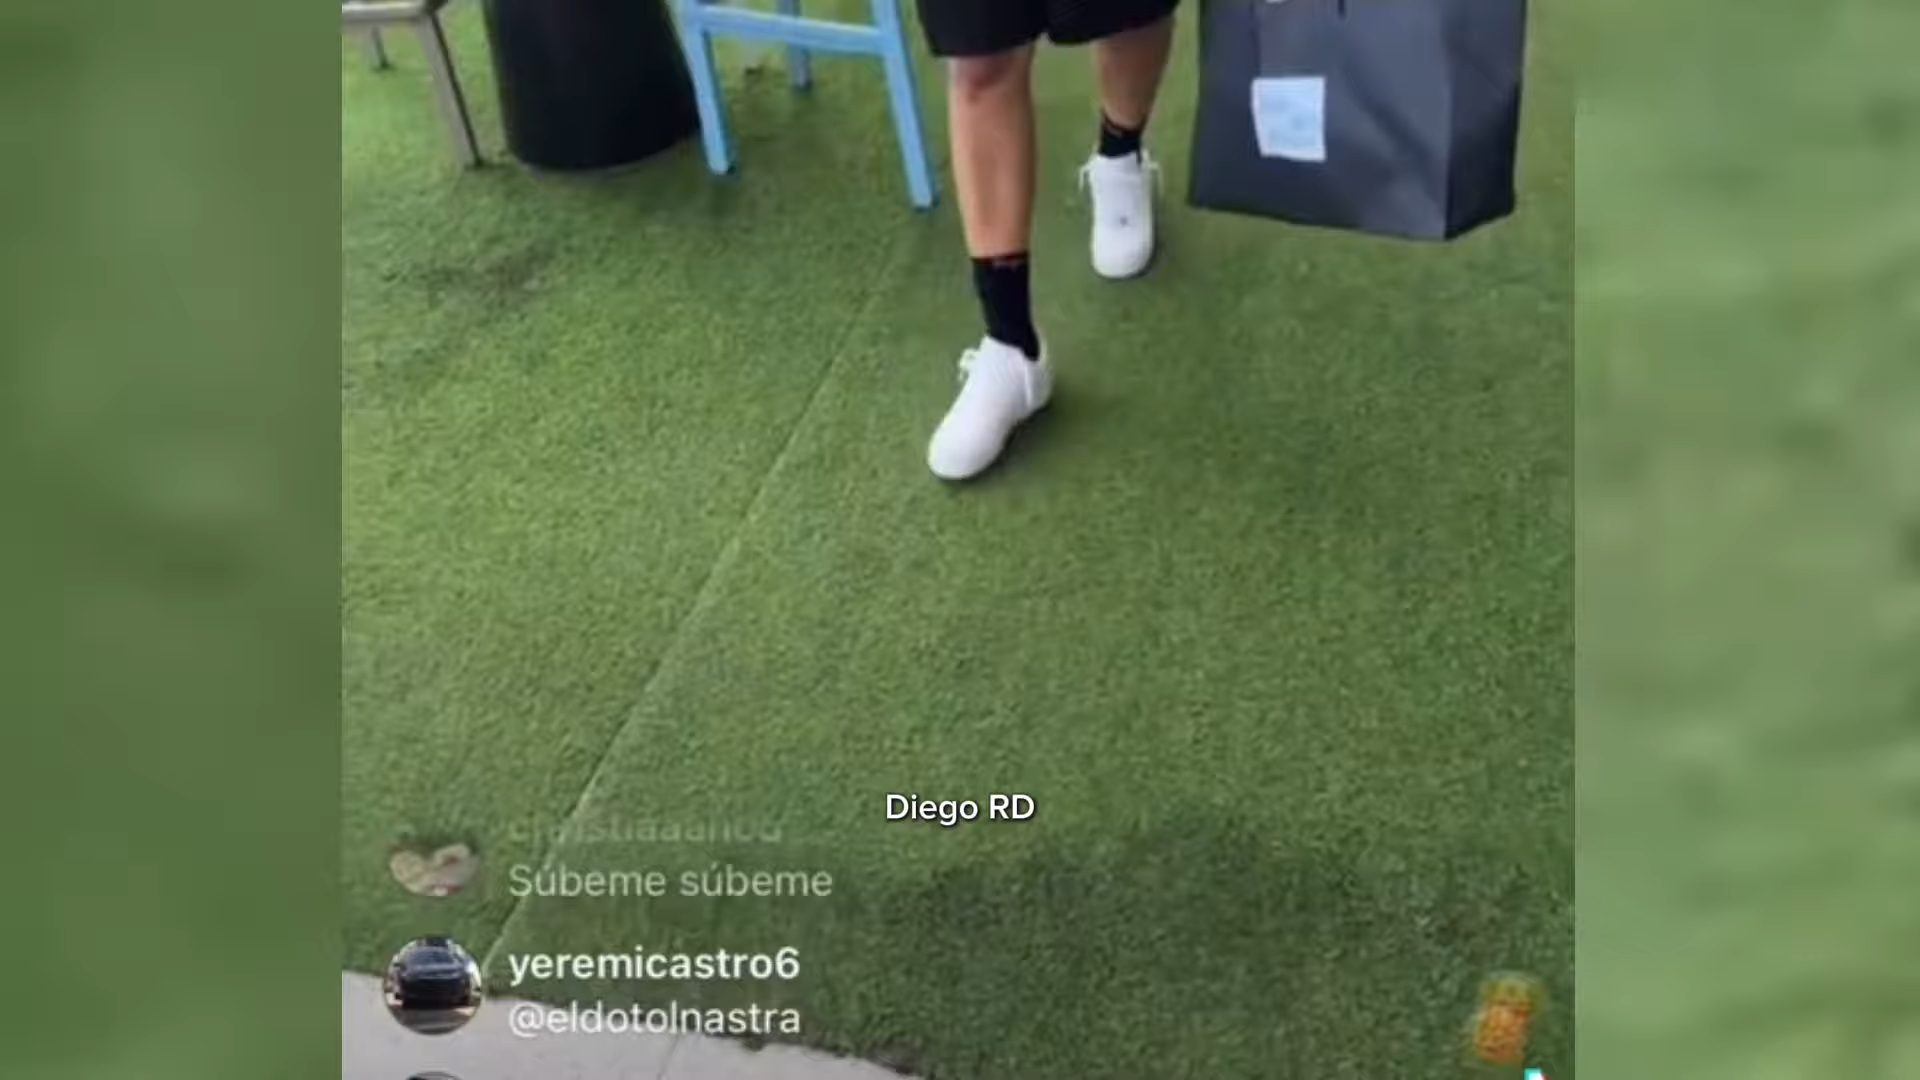 Diego RD
Súbeme súbeme
yeremicastro6
@eldotolnastra